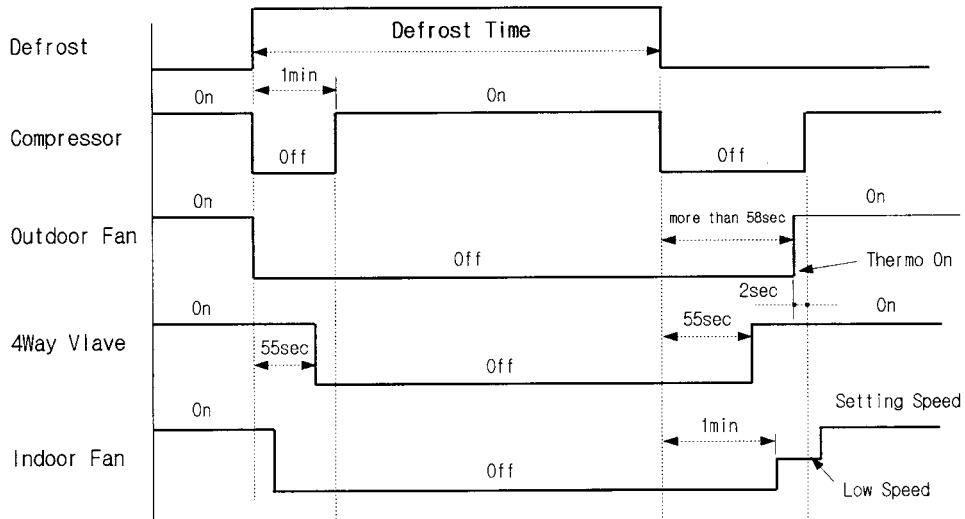 Defrost
Defrost Time
1min
On
On
Compressor
Off
Off
On
On
Outdoor Fan
more than 58sec
Off
Thermo On
2sec
On
On
4Way Vlave
55sec
55sec
Off
Setting Speed
On
1min
Indoor Fan
Off
Low Speed